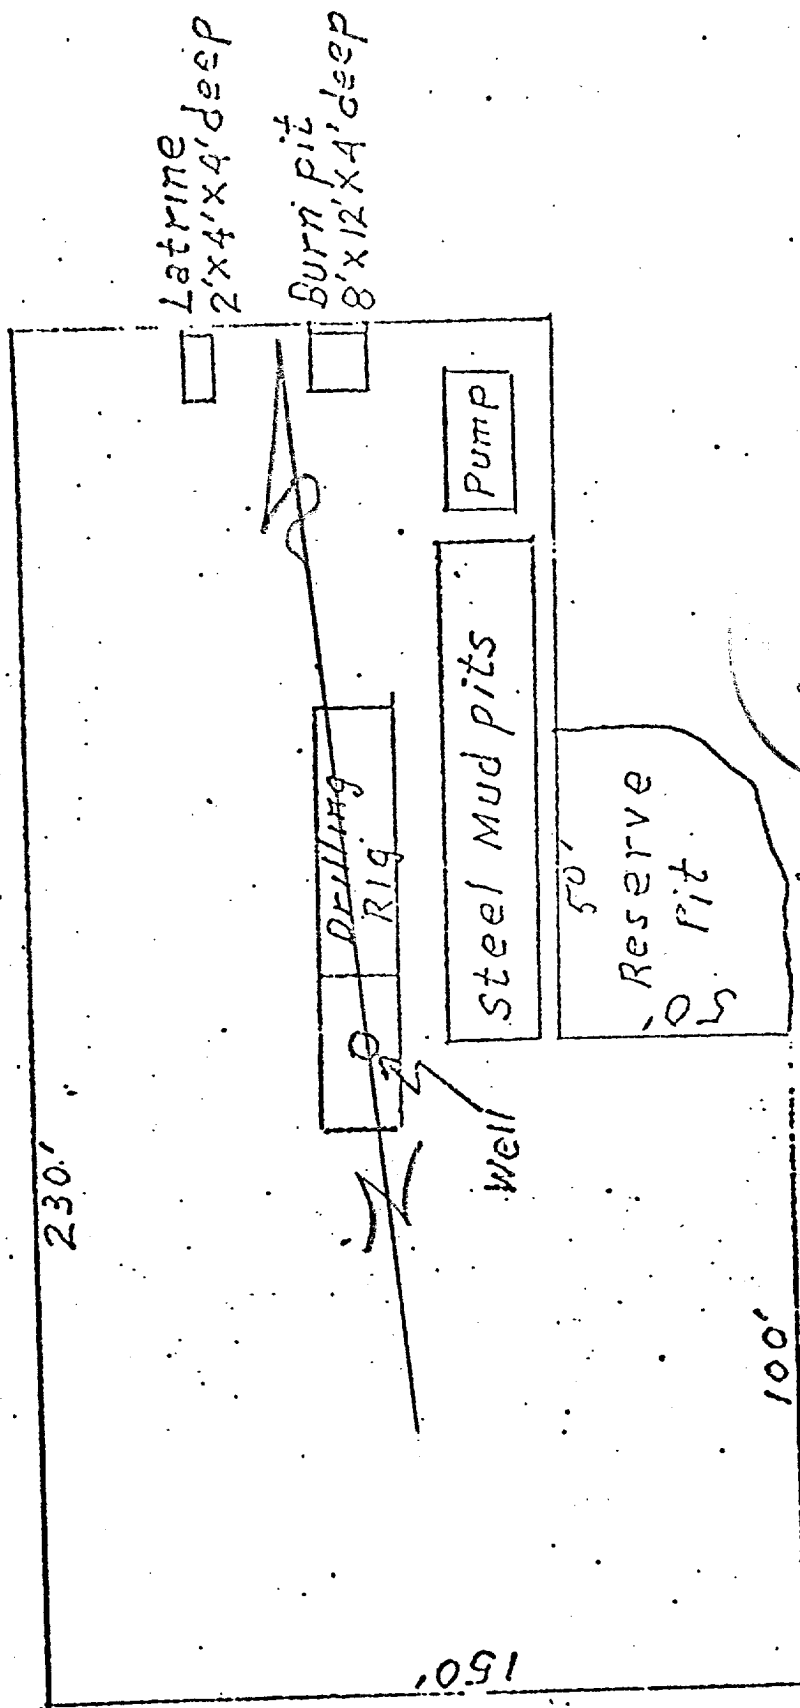 Latrine
2'x4'x4' deep
Burn pit
8'x12'x4' deep
230'
Drilling
Rig
Pump
Steel Mud pits
Well
50'
Reserve
Pit
50'
150'
100'
N